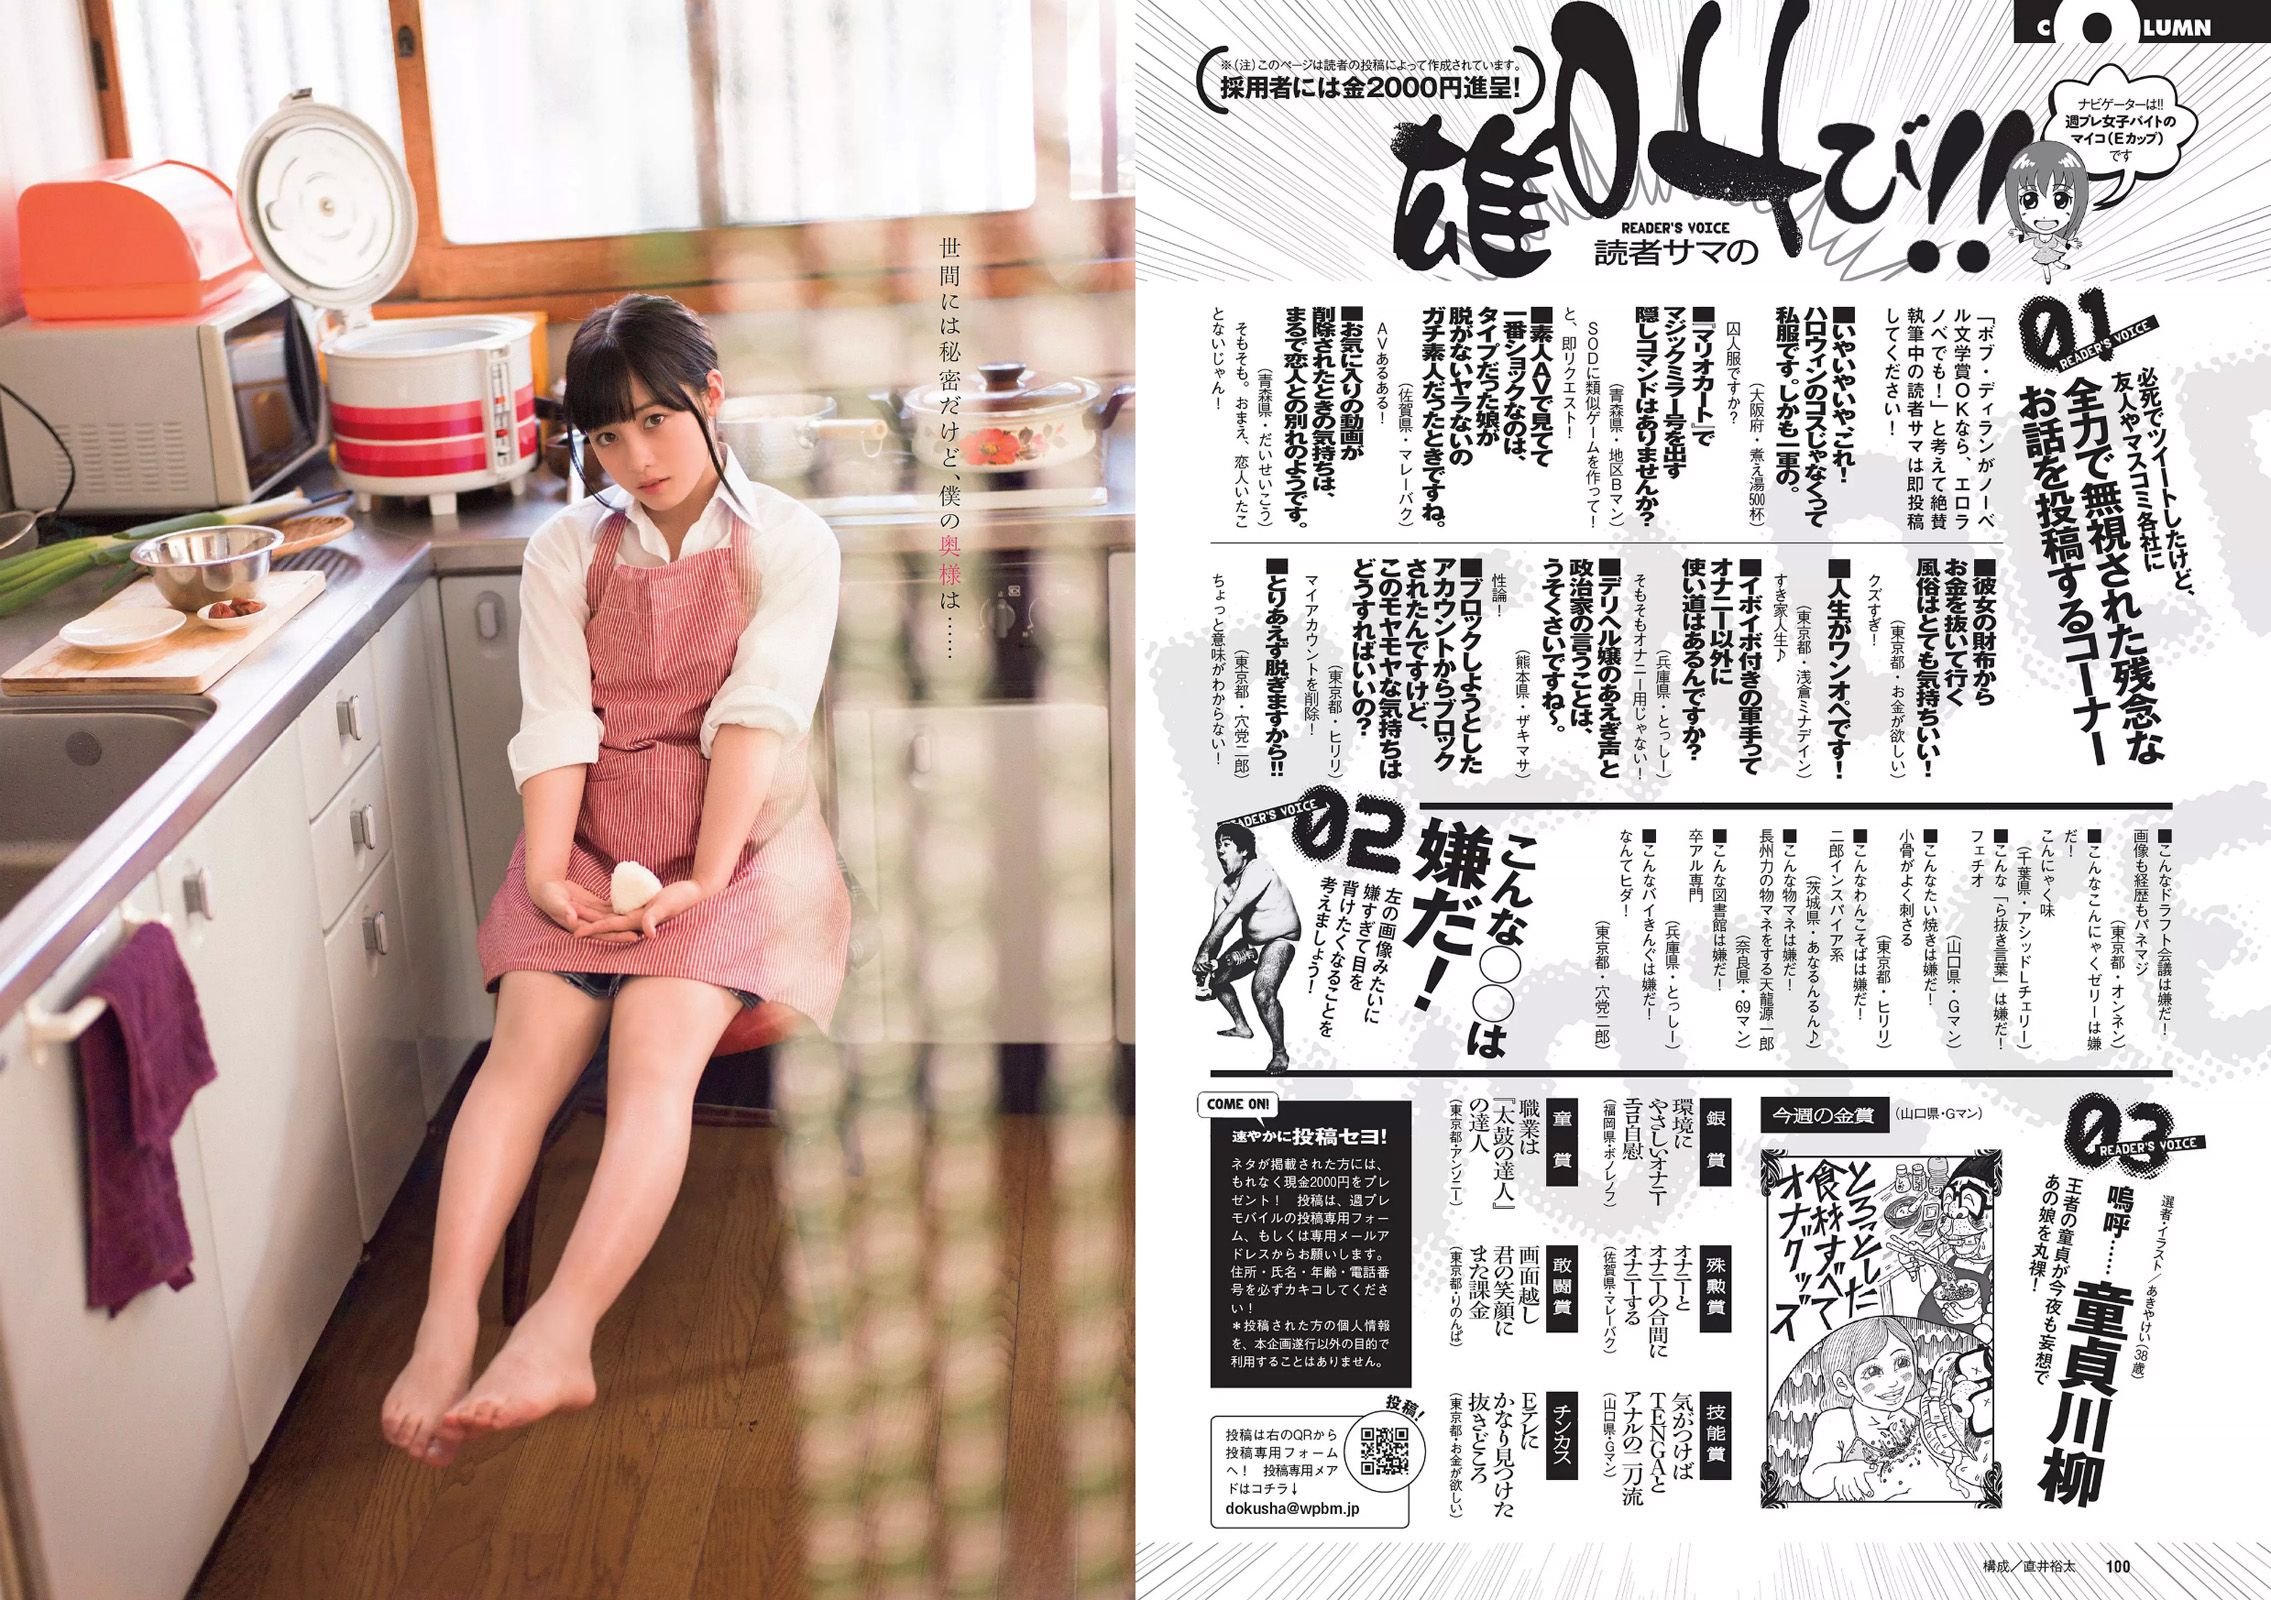 世間には秘密だけど、僕の奥様は……
COLUMN
※(注)このページは読者の投稿によって作成されています。
採用者には金2000円進呈!
雄叫び!!
READER'S VOICE
読者サマの
ナビゲーターは!!
週プレ女子バイトの
マイコ(Eカップ)
です
01
READER'S VOICE
必死でツイートしたけど、
友人やマスコミ各社に
全力で無視された残念な
お話を投稿するコーナー
「ボブ・ディランがノーベ
ル文学賞OKなら、エロラ
ノベでも!」と考えて絶賛
執筆中の読者サマは即投稿
してください!
■いやいやいや、これ!
ハロウィンのコスじゃなくって
私服です。しかも一軍の。
(大阪府・煮え湯500杯)
囚人服ですか?
■『マリオカート』で
マジックミラー号を出す
隠しコマンドはありませんか?
(青森県・地区Bマン)
SODに類似ゲームを作って!
と、即リクエスト!
■素人AVで見てて
一番ショックなのは、
タイプだった娘が
脱がないヤラないの
ガチ素人だったときですね。
(佐賀県・マレーバク)
AVあるある!
■お気に入りの動画が
削除されたときの気持ちは、
まるで恋人との別れのようです。
(青森県・だいせいこう)
そもそも。おまえ、恋人いたこ
とないじゃん!
■彼女の財布から
お金を抜いて行く
風俗はとても気持ちいい!
(東京都・お金が欲しい)
クズすぎ!
■人生がワンオペです!
(東京都・浅倉ミナデイン)
すき家人生♪
■イボイボ付きの軍手って
オナニー以外に
使い道はあるんですか?
(兵庫県・とっしー)
そもそもオナニー用じゃない!
■デリヘル嬢のあえぎ声と
政治家の言うことは、
うそくさいですね〜。
(熊本県・ザキマサ)
性論!
■ブロックしようとした
アカウントからブロック
されたんですけど、
このモヤモヤな気持ちは
どうすればいいの?
(東京都・ヒリリ)
マイアカウントを削除!
■とりあえず脱ぎますから!!
(東京都・穴党二郎)
ちょっと意味がわからない!
02
READER'S VOICE
こんな○○は
嫌だ!
左の画像みたいに
嫌すぎて目を
背けたくなることを
考えましょう!
■こんなドラフト会議は嫌だ!
画像も経歴もパネマジ
(東京都・オンネン)
■こんなこんにゃくゼリーは嫌
だ!
こんにゃく味
(千葉県・アシッドLチェリー)
■こんな「ら抜き言葉」は嫌だ!
フェチオ
(山口県・Gマン)
■こんなたい焼きは嫌だ!
小骨がよく刺さる
(東京都・ヒリリ)
■こんなわんこそばは嫌だ!
二郎インスパイア系
(茨城県・あなるんるん♪)
■こんな物マネは嫌だ!
長州力の物マネをする天龍源一郎
(奈良県・69マン)
■こんな図書館は嫌だ!
卒アル専門
(兵庫県・とっしー)
■こんなバイきんぐは嫌だ!
なんてヒダ!
(東京都・穴党二郎)
03
READER'S VOICE
選者・イラスト/あきやけい(38歳)
嗚呼……童貞川柳
王者の童貞が今夜も妄想で
あの娘を丸裸!
今週の金賞
(山口県・Gマン)
とろっとした
食材すべて
オナグッズ
銀賞
環境に
やさしいオナニー
エロ自慰
(福岡県・ボノレノフ)
殊勲賞
オナニーと
オナニーの合間に
オナニーする
(佐賀県・マレーバク)
技能賞
気がつけば
TENGAと
アナルの二刀流
(山口県・Gマン)
童賞
職業は
『太鼓の達人』
の達人
(東京都・アンソニー)
敢闘賞
画面越し
君の笑顔に
また課金
(東京都・りのんぱ)
チンカス
Eテレに
かなり見つけた
抜きどころ
(東京都・お金が欲しい)
COME ON!
速やかに投稿セヨ!
ネタが掲載された方には、
もれなく現金2000円をプレ
ゼント! 投稿は、週プレ
モバイルの投稿専用フォー
ム、もしくは専用メールア
ドレスからお願いします。
住所・氏名・年齢・電話番
号を必ずカキコしてくださ
い!
＊投稿された方の個人情報
を、本企画遂行以外の目的で
利用することはありません。
投稿!
投稿は右のQRから
投稿専用フォーム
へ! 投稿専用メア
ドはコチラ↓
dokusha@wpbm.jp
構成/直井裕太
100